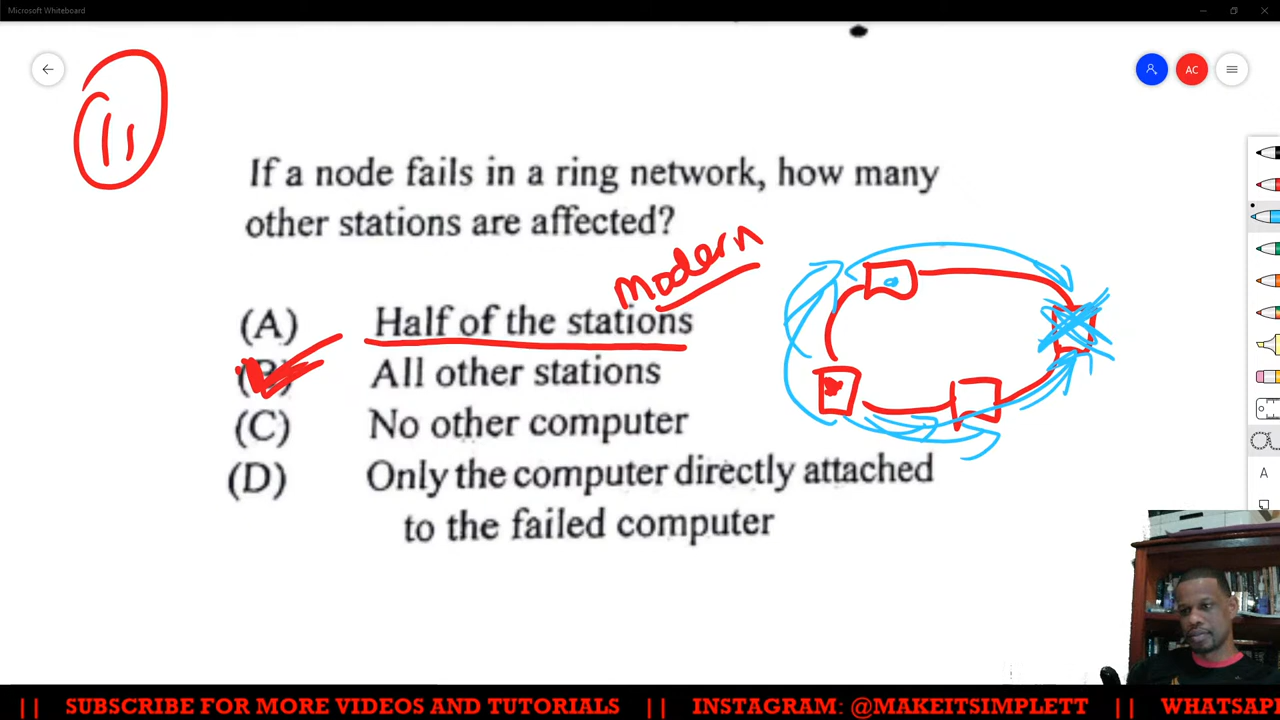 Microsoft Whiteboard
AC
11
If a node fails in a ring network, how many
other stations are affected?
Modern
(A) Half of the stations
(B) All other stations
(C) No other computer
(D) Only the computer directly attached
to the failed computer
A
|| SUBSCRIBE FOR MORE VIDEOS AND TUTORIALS || INSTAGRAM: @MAKEITSIMPLETT || WHATSAP